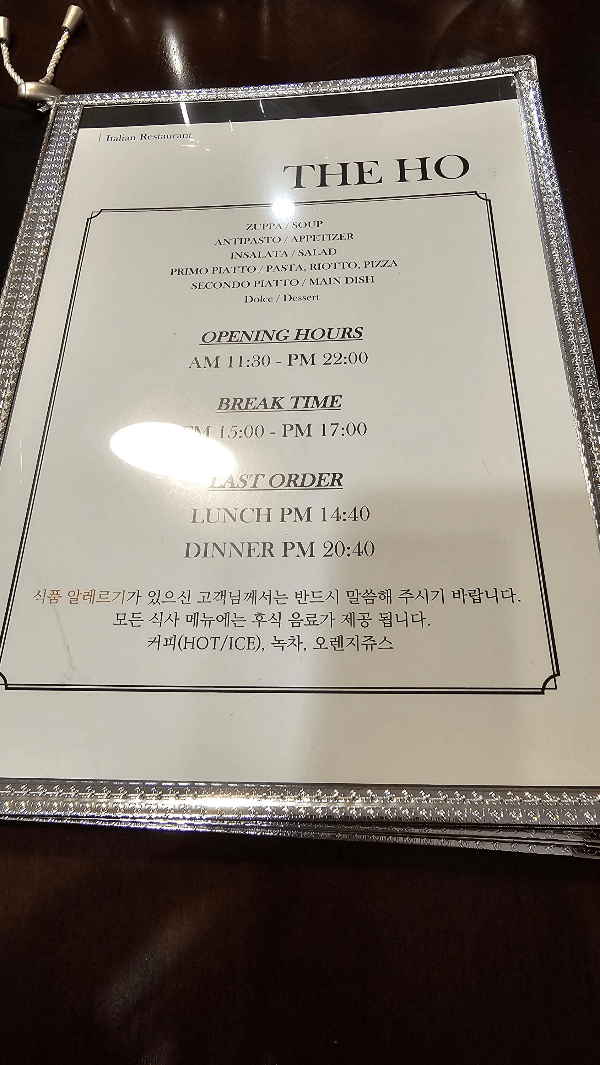 Italian Restaurant
THE HO
ZUPPA / SOUP
ANTIPASTO / APPETIZER
INSALATA / SALAD
PRIMO PIATTO / PASTA, RIOTTO, PIZZA
SECONDO PIATTO / MAIN DISH
Dolce / Dessert
OPENING HOURS
AM 11:30 - PM 22:00
BREAK TIME
PM 15:00 - PM 17:00
LAST ORDER
LUNCH PM 14:40
DINNER PM 20:40
식품 알레르기가 있으신 고객님께서는 반드시 말씀해 주시기 바랍니다.
모든 식사 메뉴에는 후식 음료가 제공 됩니다.
커피(HOT/ICE), 녹차, 오렌지쥬스